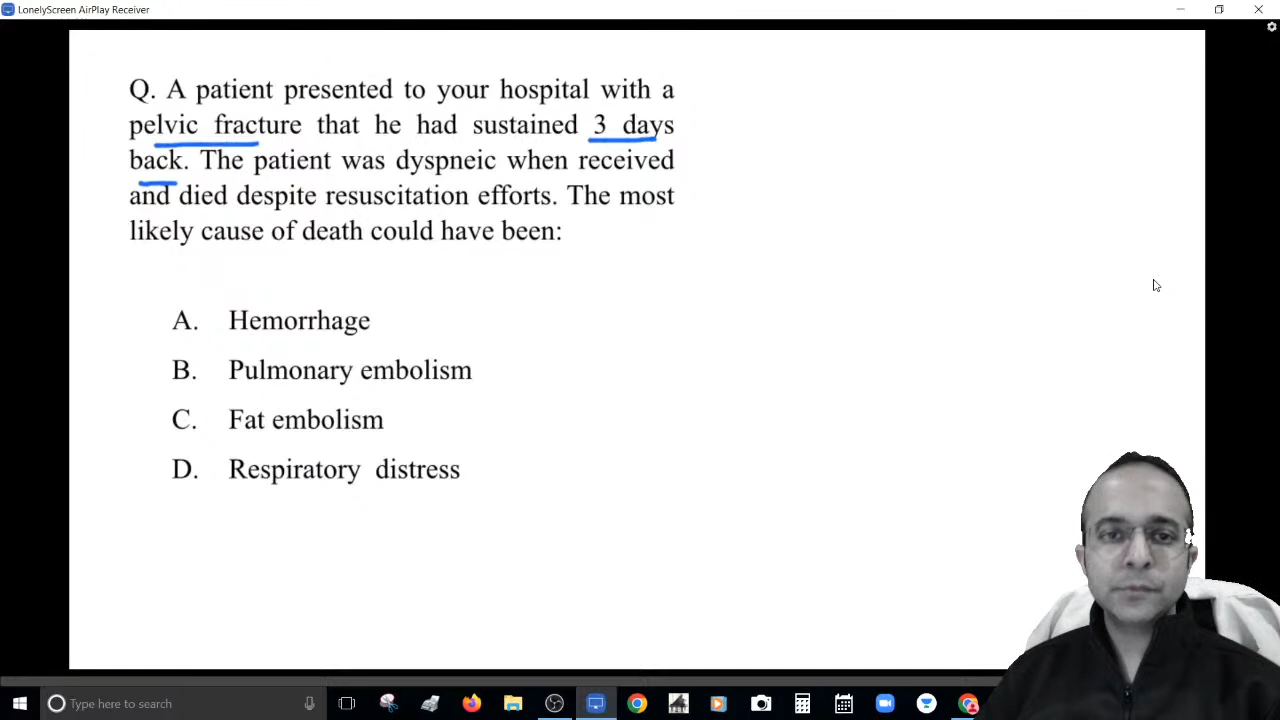 LonelyScreen AirPlay Receiver
Q. A patient presented to your hospital with a
pelvic fracture that he had sustained 3 days
back. The patient was dyspneic when received
and died despite resuscitation efforts. The most
likely cause of death could have been:
A. Hemorrhage
B. Pulmonary embolism
C. Fat embolism
D. Respiratory distress
Type here to search